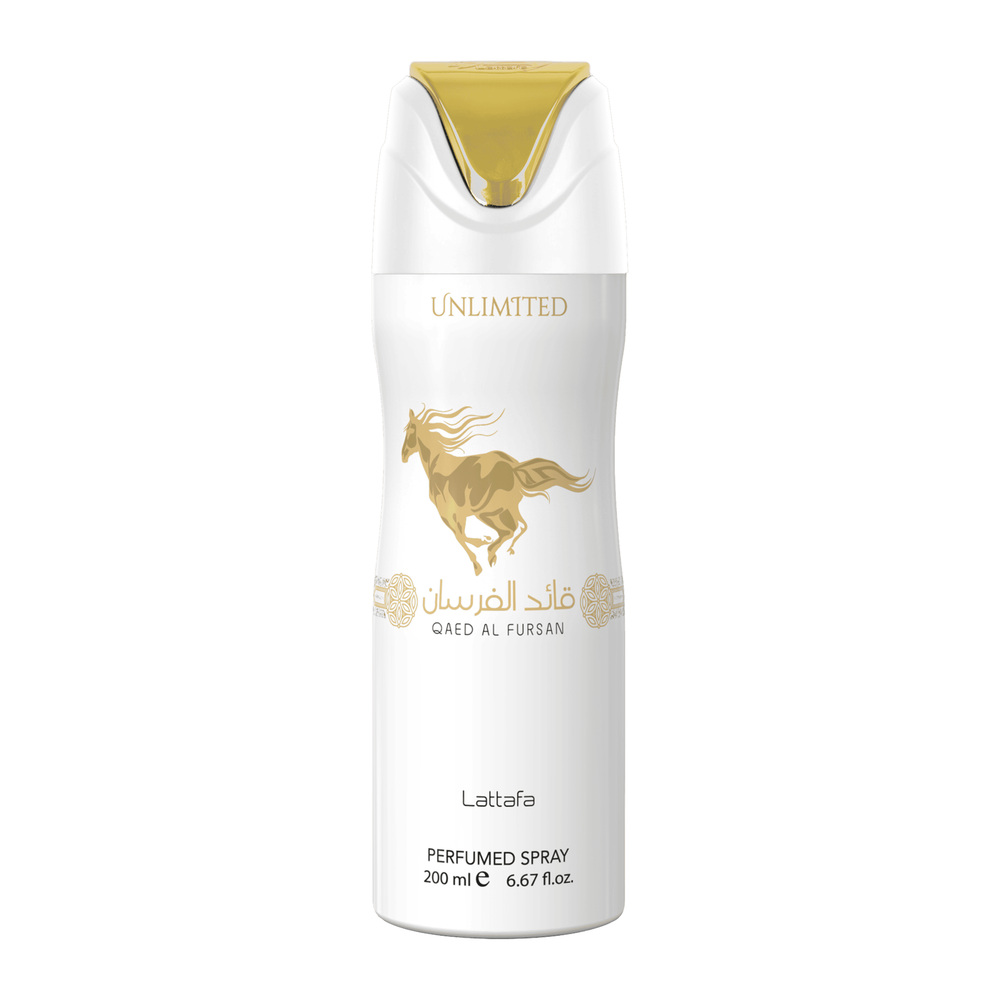 UNLIMITED
قائد الفرسان
QAED AL FURSAN
Lattafa
PERFUMED SPRAY
200 ml e 6.67 fl.oz.